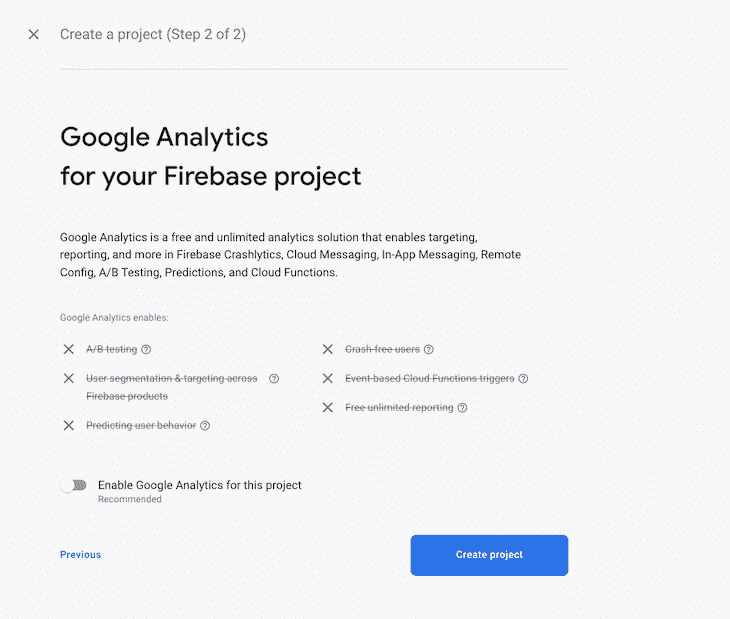 Create a project (Step 2 of 2)
Google Analytics
for your Firebase project
Google Analytics is a free and unlimited analytics solution that enables targeting,
reporting, and more in Firebase Crashlytics, Cloud Messaging, In-App Messaging, Remote
Config, A/B Testing, Predictions, and Cloud Functions.
Google Analytics enables:
A/B testing
User segmentation & targeting across
Firebase products
Predicting user behavior
Crash-free users
Event-based Cloud Functions triggers
Free unlimited reporting
Enable Google Analytics for this project
Recommended
Previous
Create project